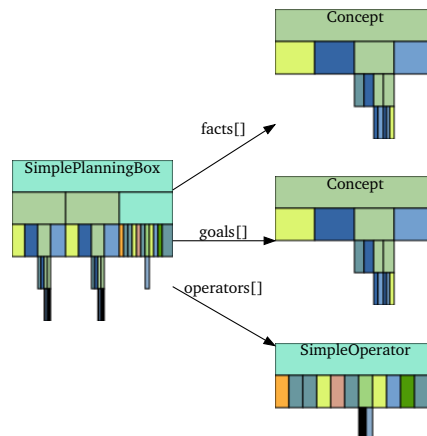 Concept
facts[]
SimplePlanningBox
Concept
goals[]
operators[]
SimpleOperator